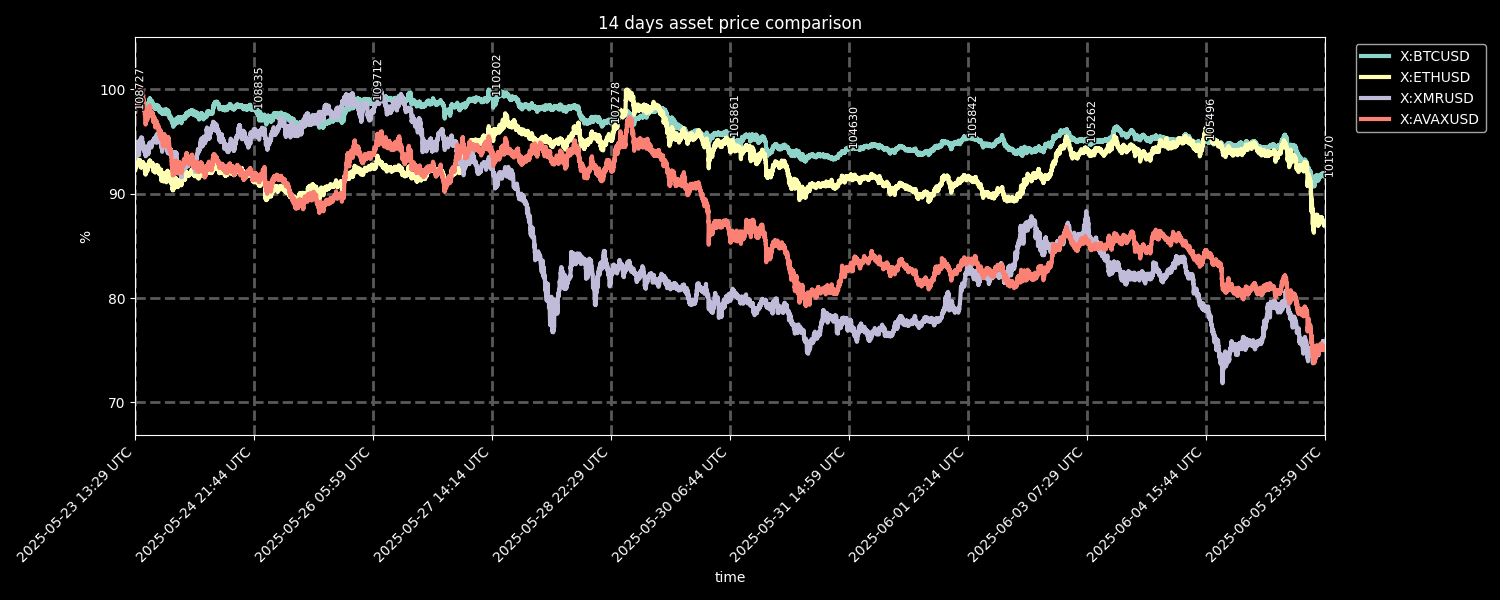 14 days asset price comparison
X:BTCUSD
X:ETHUSD
X:XMRUSD
X:AVAXUSD
100
90
80
70
%
108727
108835
109712
110202
107278
105861
104630
105842
105262
105496
101570
2025-05-23 13:29 UTC
2025-05-24 21:44 UTC
2025-05-26 05:59 UTC
2025-05-27 14:14 UTC
2025-05-28 22:29 UTC
2025-05-30 06:44 UTC
2025-05-31 14:59 UTC
2025-06-01 23:14 UTC
2025-06-03 07:29 UTC
2025-06-04 15:44 UTC
2025-06-05 23:59 UTC
time